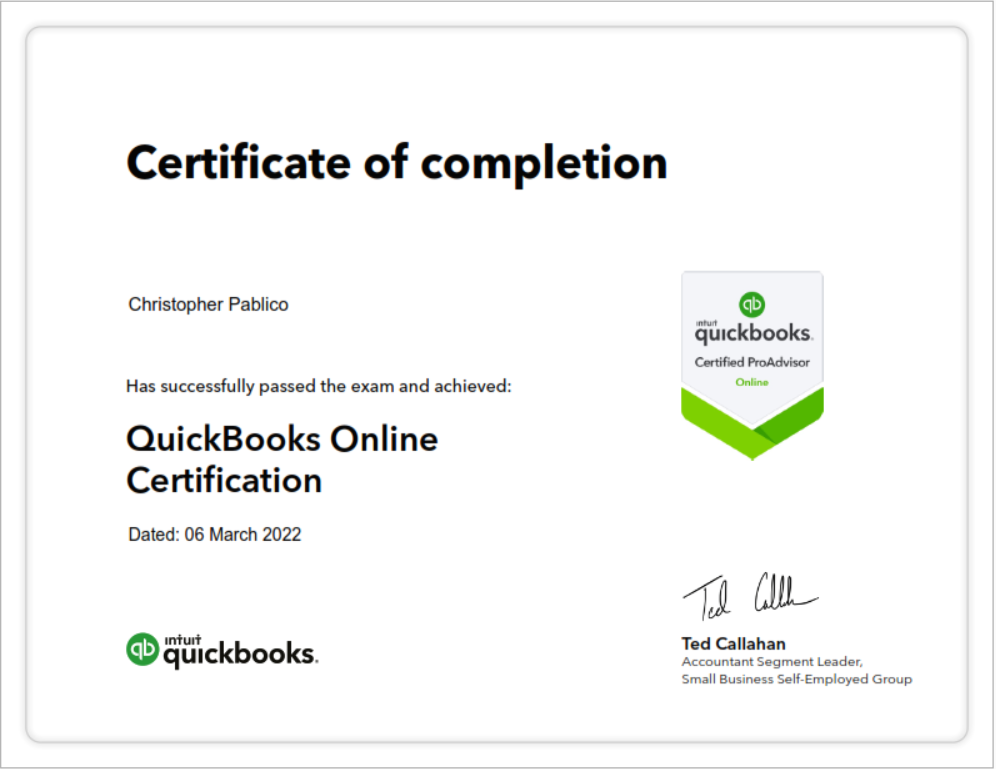 Certificate of completion
Christopher Pablico
Has successfully passed the exam and achieved:
QuickBooks Online
Certification
Dated: 06 March 2022
qb
intuit
quickbooks.
Certified ProAdvisor
Online
Ted Callahan
Accountant Segment Leader,
Small Business Self-Employed Group
qb intuit
quickbooks.